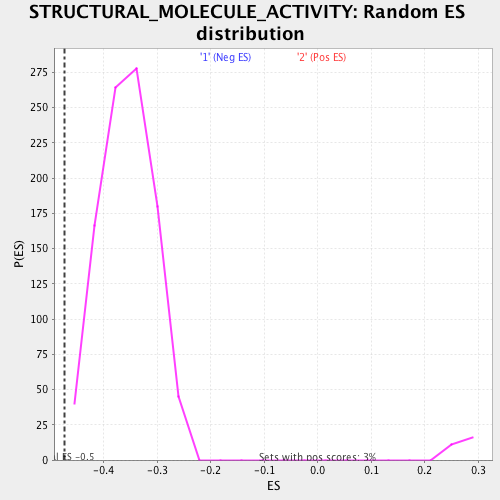 STRUCTURAL_MOLECULE_ACTIVITY: Random ES
distribution
'1' (Neg ES)
'2' (Pos ES)
275
250
225
200
175
150
125
100
75
50
25
0
P(ES)
ES -0.5
Sets with pos scores: 3%
-0.4
-0.3
-0.2
-0.1
0.0
0.1
0.2
0.3
ES